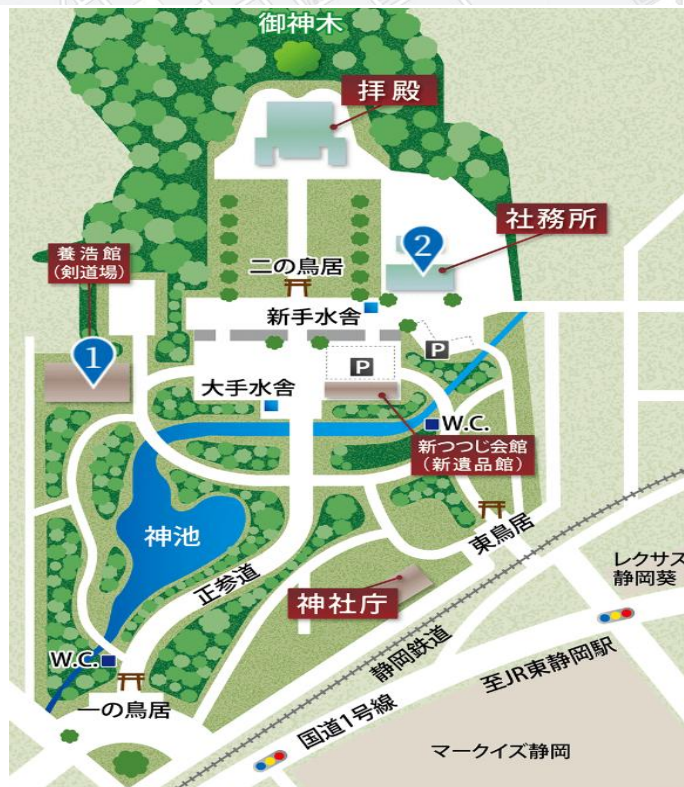 御神木
拝殿
社務所
2
養浩館
(剣道場)
二の鳥居
新手水舎
1
P
P
大手水舎
W.C.
新つつじ会館
(新遺品館)
東鳥居
神池
正参道
レクサス
静岡葵
神社庁
静岡鉄道
W.C.
至JR東静岡駅
一の鳥居
国道1号線
マークイズ静岡